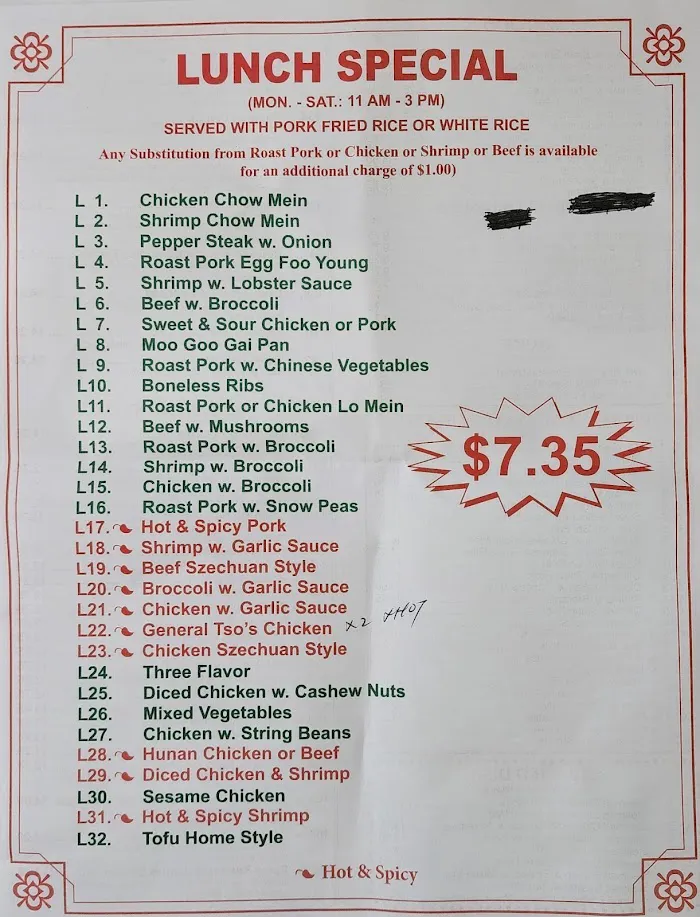 LUNCH SPECIAL
(MON. - SAT.: 11 AM - 3 PM)
SERVED WITH PORK FRIED RICE OR WHITE RICE
Any Substitution from Roast Pork or Chicken or Shrimp or Beef is available
for an additional charge of $1.00)
L 1. Chicken Chow Mein
L 2. Shrimp Chow Mein
L 3. Pepper Steak w. Onion
L 4. Roast Pork Egg Foo Young
L 5. Shrimp w. Lobster Sauce
L 6. Beef w. Broccoli
L 7. Sweet & Sour Chicken or Pork
L 8. Moo Goo Gai Pan
L 9. Roast Pork w. Chinese Vegetables
L10. Boneless Ribs
L11. Roast Pork or Chicken Lo Mein
L12. Beef w. Mushrooms
L13. Roast Pork w. Broccoli
$7.35
L14. Shrimp w. Broccoli
L15. Chicken w. Broccoli
L16. Roast Pork w. Snow Peas
L17. Hot & Spicy Pork
L18. Shrimp w. Garlic Sauce
L19. Beef Szechuan Style
L20. Broccoli w. Garlic Sauce
L21. Chicken w. Garlic Sauce
L22. General Tso's Chicken x2 xHOT
L23. Chicken Szechuan Style
L24. Three Flavor
L25. Diced Chicken w. Cashew Nuts
L26. Mixed Vegetables
L27. Chicken w. String Beans
L28. Hunan Chicken or Beef
L29. Diced Chicken & Shrimp
L30. Sesame Chicken
L31. Hot & Spicy Shrimp
L32. Tofu Home Style
Hot & Spicy